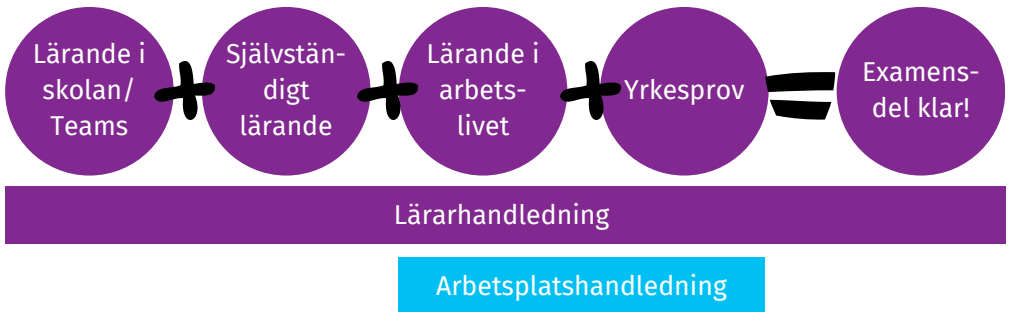 Lärande i
skolan/
Teams
Självstän-
digt
lärande
Lärande i
arbets-
livet
Yrkesprov
Examens-
del klar!
Lärarhandledning
Arbetsplatshandledning